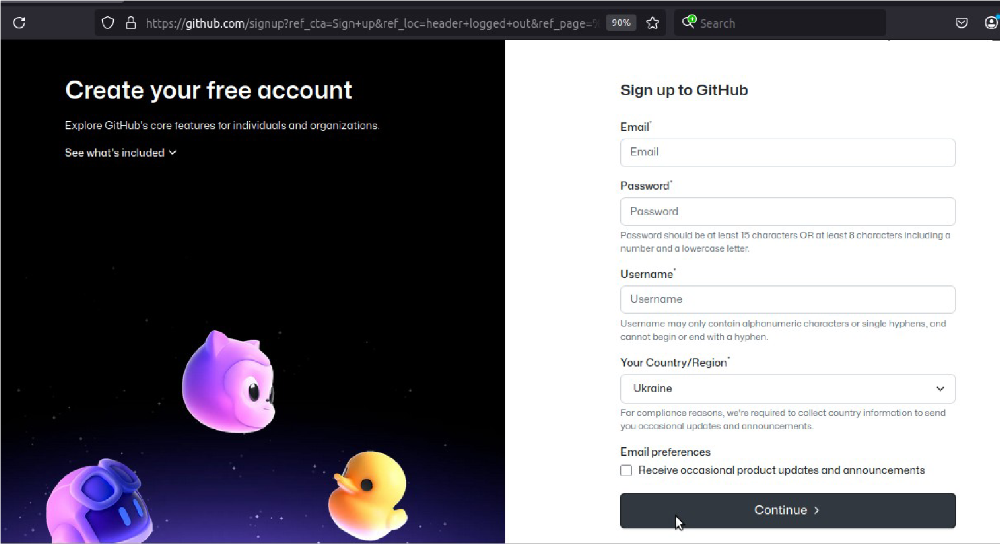 https://github.com/signup?ref_cta=Sign+up&ref_loc=header+logged+out&ref_page=%
90%
Search
Create your free account
Explore GitHub's core features for individuals and organizations.
See what's included
Sign up to GitHub
Email*
Email
Password*
Password
Password should be at least 15 characters OR at least 8 characters including a
number and a lowercase letter.
Username*
Username
Username may only contain alphanumeric characters or single hyphens, and
cannot begin or end with a hyphen.
Your Country/Region*
Ukraine
For compliance reasons, we're required to collect country information to send
you occasional updates and announcements.
Email preferences
Receive occasional product updates and announcements
Continue